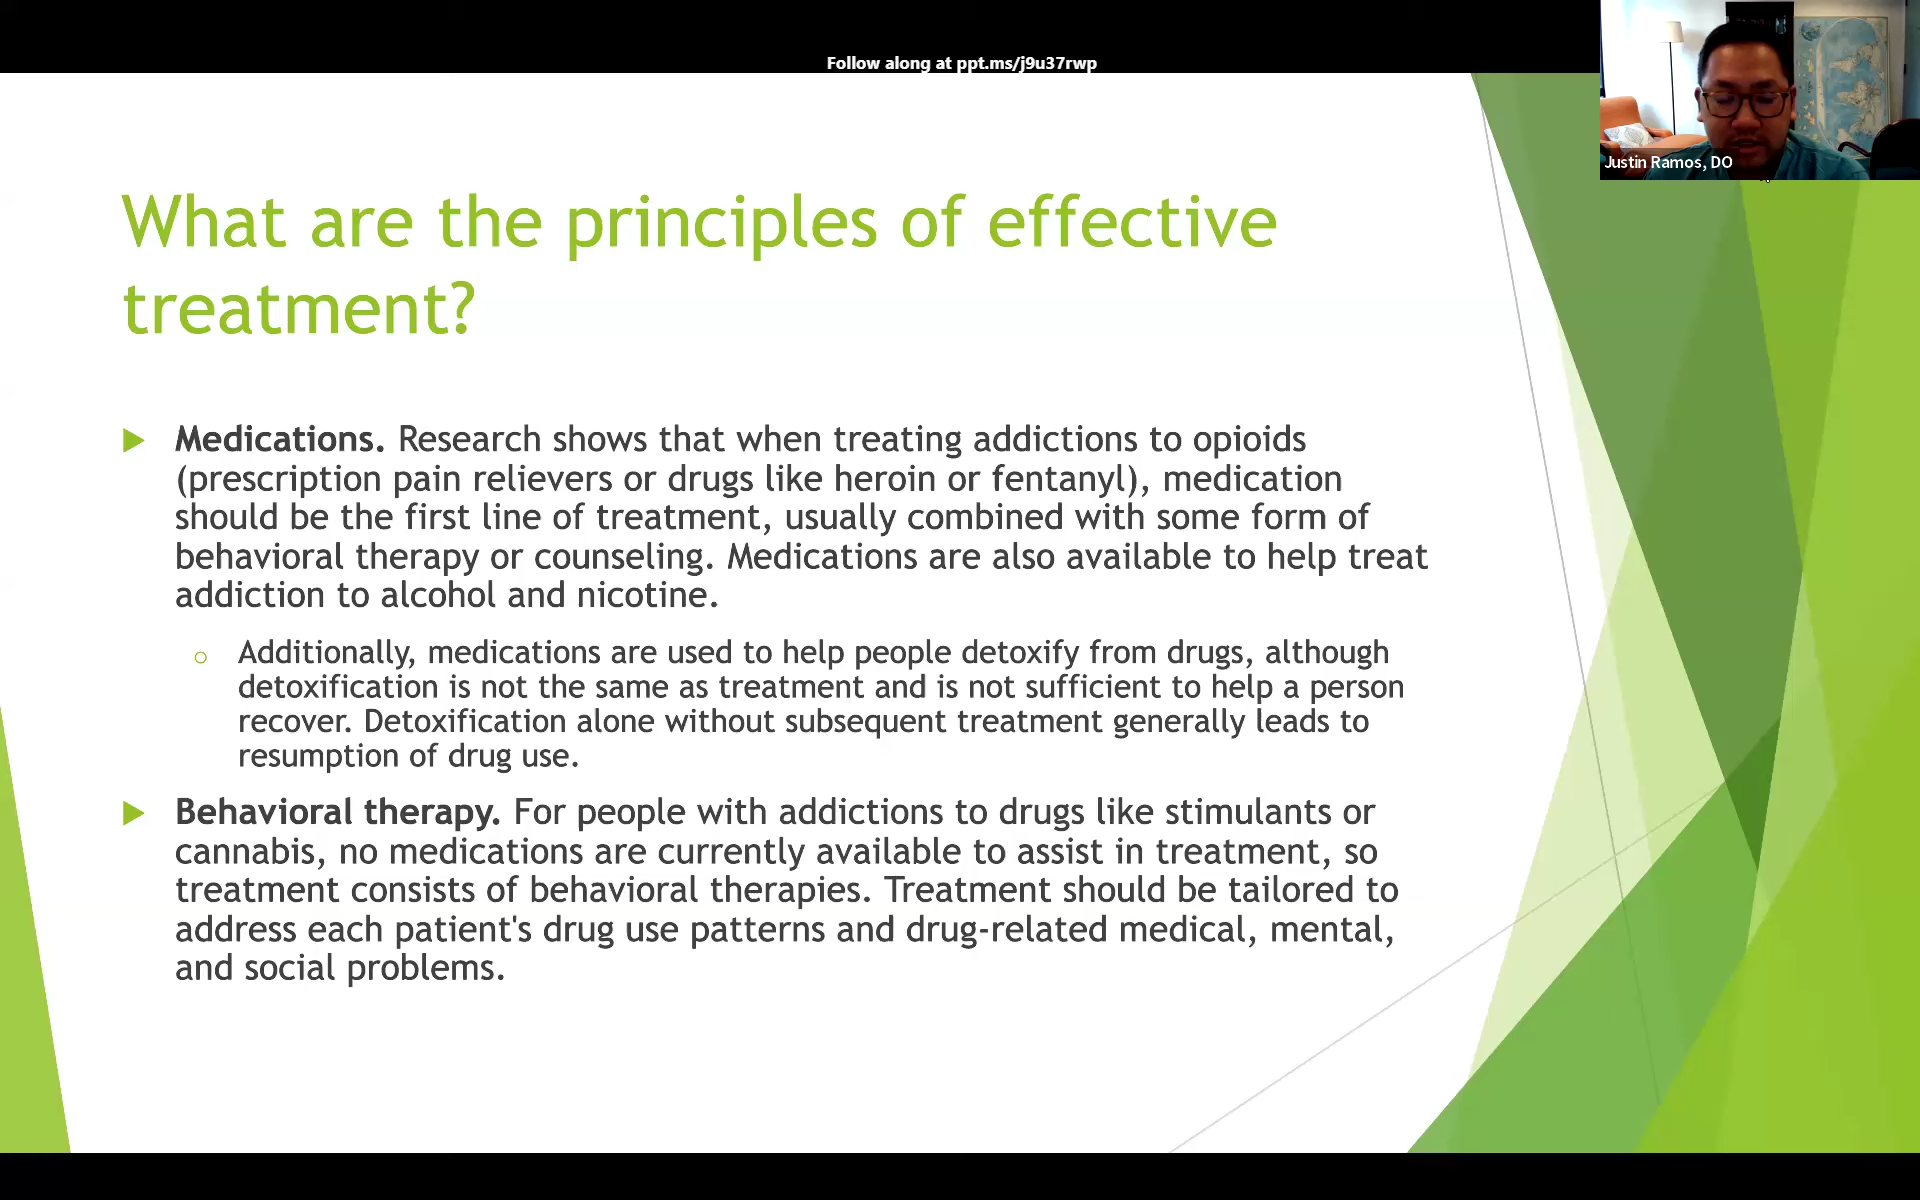 Follow along at ppt.ms/j9u37rwp
Justin Ramos, DO
What are the principles of effective
treatment?
Medications. Research shows that when treating addictions to opioids
(prescription pain relievers or drugs like heroin or fentanyl), medication
should be the first line of treatment, usually combined with some form of
behavioral therapy or counseling. Medications are also available to help treat
addiction to alcohol and nicotine.
Additionally, medications are used to help people detoxify from drugs, although
detoxification is not the same as treatment and is not sufficient to help a person
recover. Detoxification alone without subsequent treatment generally leads to
resumption of drug use.
Behavioral therapy. For people with addictions to drugs like stimulants or
cannabis, no medications are currently available to assist in treatment, so
treatment consists of behavioral therapies. Treatment should be tailored to
address each patient's drug use patterns and drug-related medical, mental,
and social problems.